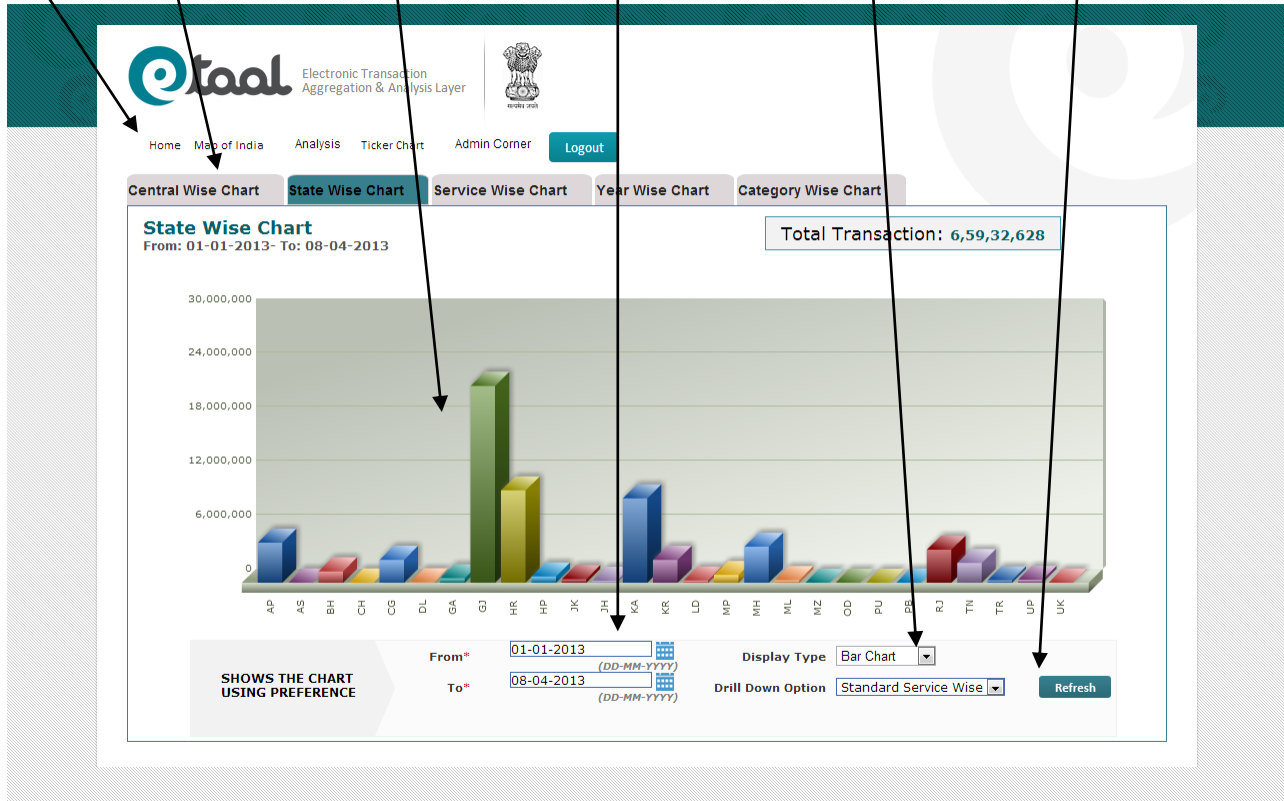 etaal
Electronic Transaction
Aggregation & Analysis Layer
सत्यमेव जयते
Home Map of India Analysis Ticker Chart Admin Corner Logout
Central Wise Chart State Wise Chart Service Wise Chart Year Wise Chart Category Wise Chart
State Wise Chart
From: 01-01-2013- To: 08-04-2013
Total Transaction: 6,59,32,628
30,000,000
24,000,000
18,000,000
12,000,000
6,000,000
0
AP AS BH CH CG DL GA GJ HR HP JK JH KA KR LD MP MH ML MZ OD PU PB RJ TN TR UP UK
SHOWS THE CHART
USING PREFERENCE
From* 01-01-2013
(DD-MM-YYYY)
To* 08-04-2013
(DD-MM-YYYY)
Display Type Bar Chart
Drill Down Option Standard Service Wise
Refresh